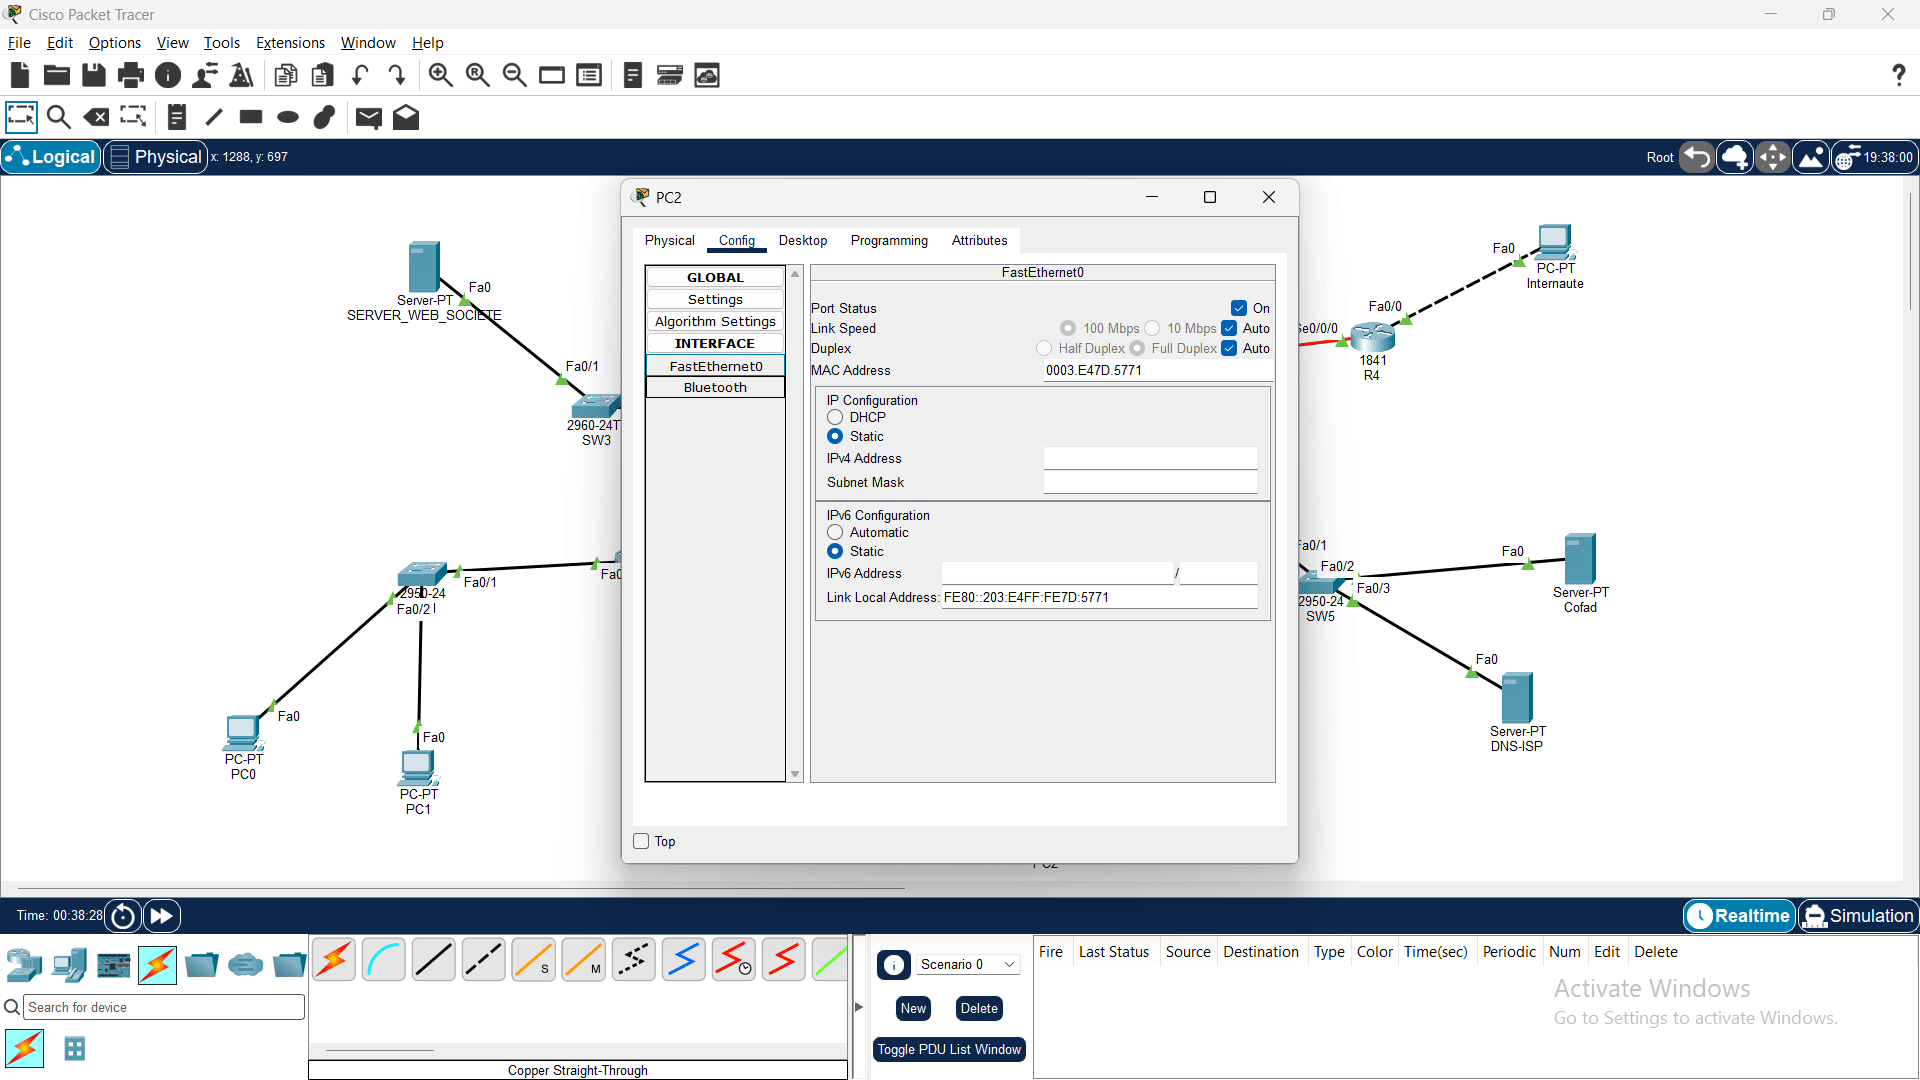 Cisco Packet Tracer
File Edit Options View Tools Extensions Window Help
Logical Physical x: 1288, y: 697 Root 19:38:00
PC2
Physical Config Desktop Programming Attributes
GLOBAL
Settings
Algorithm Settings
INTERFACE
FastEthernet0
Bluetooth
FastEthernet0
Port Status On
Link Speed 100 Mbps 10 Mbps Auto
Duplex Half Duplex Full Duplex Auto
MAC Address 0003.E47D.5771
IP Configuration
DHCP
Static
IPv4 Address
Subnet Mask
IPv6 Configuration
Automatic
Static
IPv6 Address /
Link Local Address: FE80::203:E4FF:FE7D:5771
Top
Fa0
Server-PT
SERVER_WEB_SOCIETE
Fa0/1
2960-24T
SW3
Fa0/1
2950-24
Fa0/2
Fa0
PC-PT
PC0
Fa0
PC-PT
PC1
Fa0
PC-PT
Internaute
Fa0/0
Se0/0/0
1841
R4
Fa0/1
Fa0/2
Fa0/3
2950-24
SW5
Fa0
Server-PT
Cofad
Fa0
Server-PT
DNS-ISP
PC2
Time: 00:38:28 Realtime Simulation
Search for device
S M
Copper Straight-Through
Scenario 0
New Delete
Toggle PDU List Window
Fire Last Status Source Destination Type Color Time(sec) Periodic Num Edit Delete
Activate Windows
Go to Settings to activate Windows.